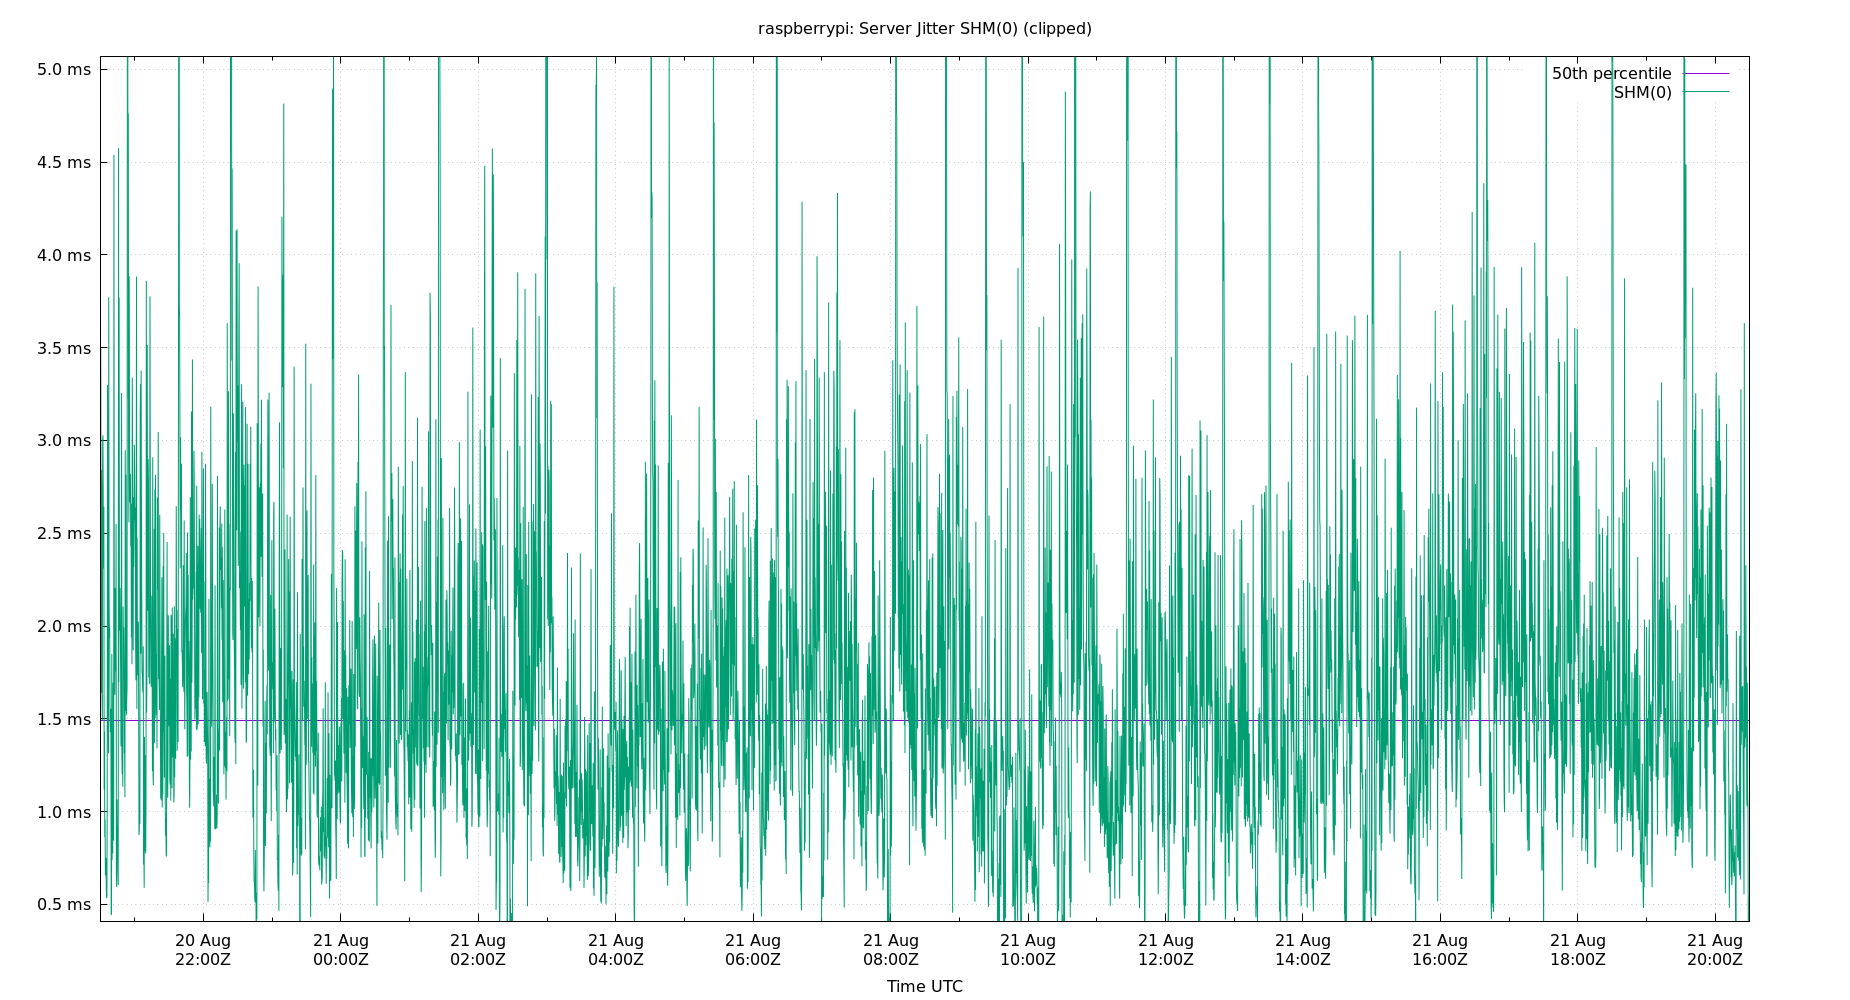 raspberrypi: Server Jitter SHM(0) (clipped)
5.0 ms
4.5 ms
4.0 ms
3.5 ms
3.0 ms
2.5 ms
2.0 ms
1.5 ms
1.0 ms
0.5 ms
50th percentile
SHM(0)
20 Aug 21 Aug 21 Aug 21 Aug 21 Aug 21 Aug 21 Aug 21 Aug 21 Aug 21 Aug 21 Aug 21 Aug
22:00Z 00:00Z 02:00Z 04:00Z 06:00Z 08:00Z 10:00Z 12:00Z 14:00Z 16:00Z 18:00Z 20:00Z
Time UTC